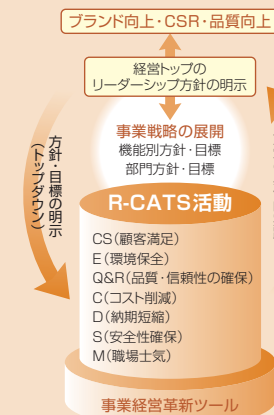 ブランド向上・CSR・品質向上
経営トップの
リーダーシップ方針の明示
事業戦略の展開
機能別方針・目標
部門方針・目標
方針・目標の明示
(トップダウン)
R-CATS活動
CS(顧客満足)
E(環境保全)
Q&R(品質・信頼性の確保)
C(コスト削減)
D(納期短縮)
S(安全性確保)
M(職場士気)
事業経営革新ツール